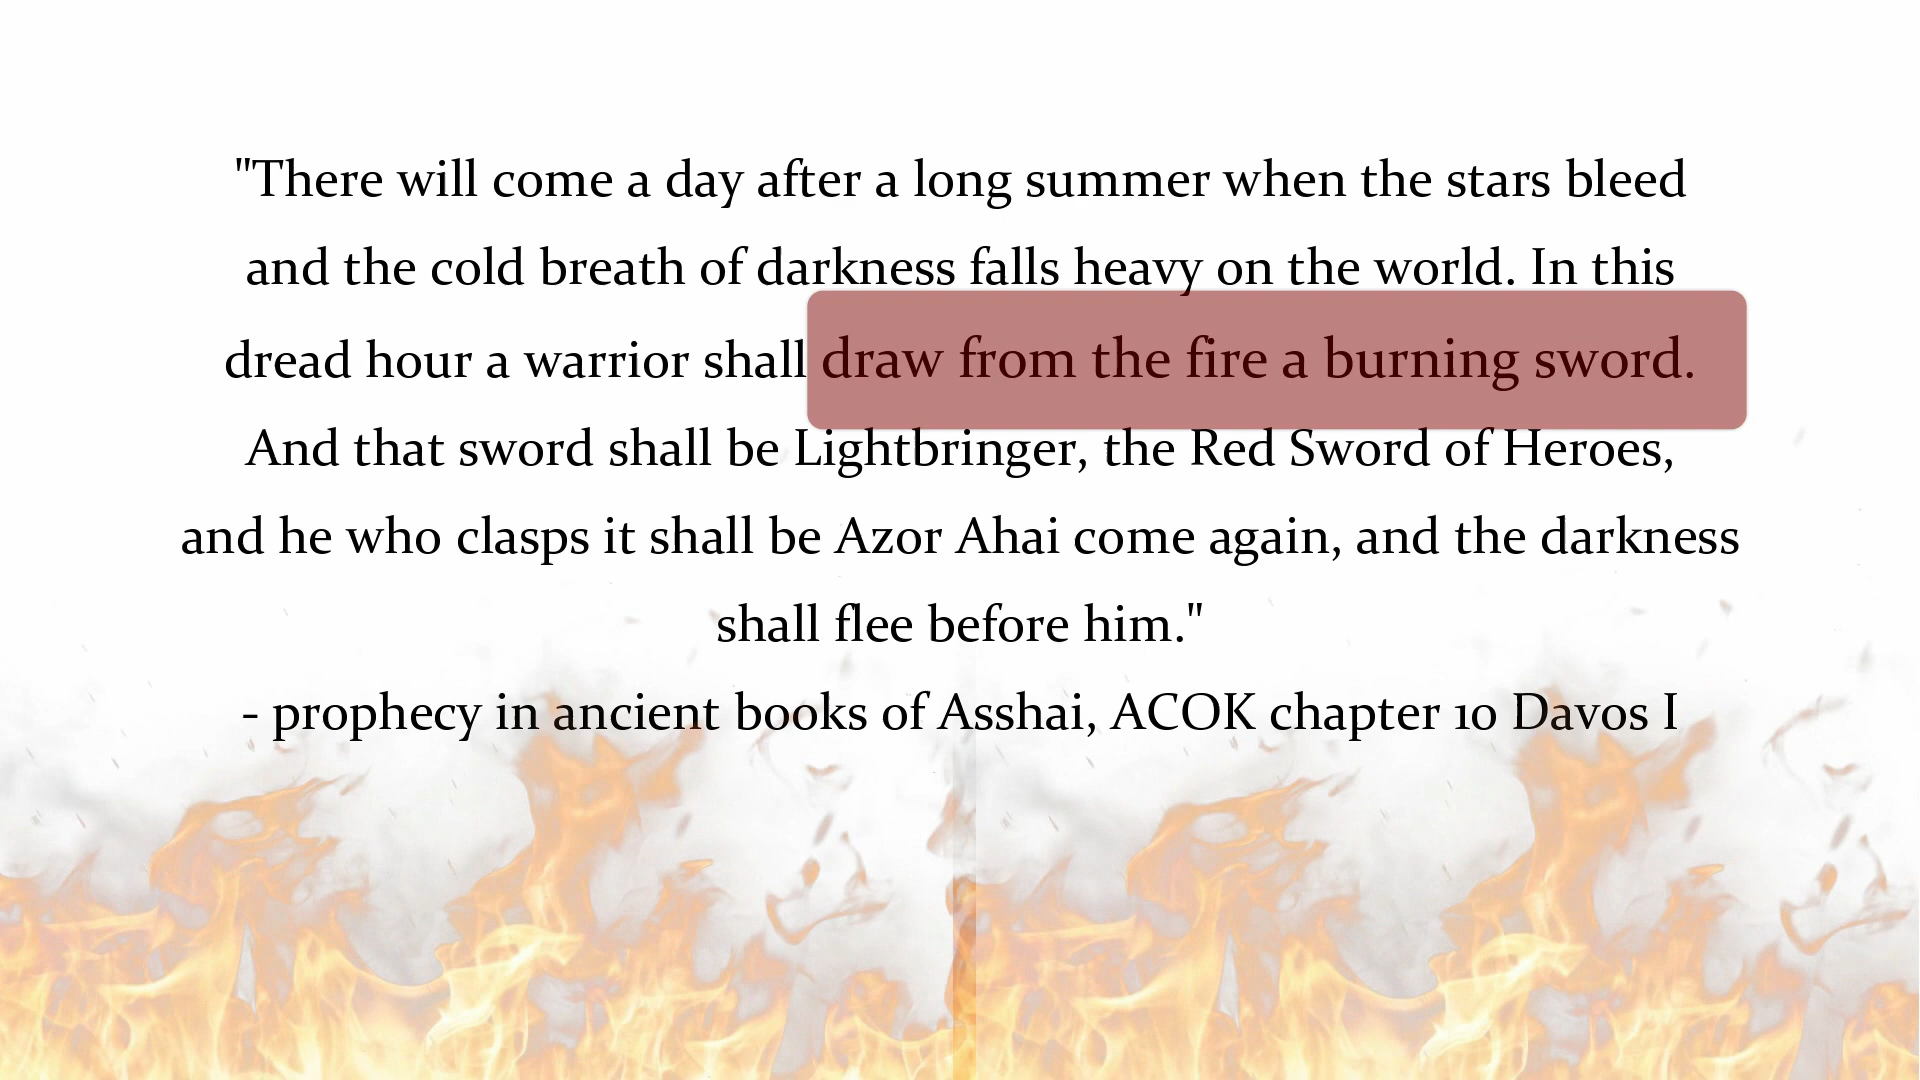 "There will come a day after a long summer when the stars bleed
and the cold breath of darkness falls heavy on the world. In this
dread hour a warrior shall draw from the fire a burning sword.
And that sword shall be Lightbringer, the Red Sword of Heroes,
and he who clasps it shall be Azor Ahai come again, and the darkness
shall flee before him."
- prophecy in ancient books of Asshai, ACOK chapter 10 Davos I